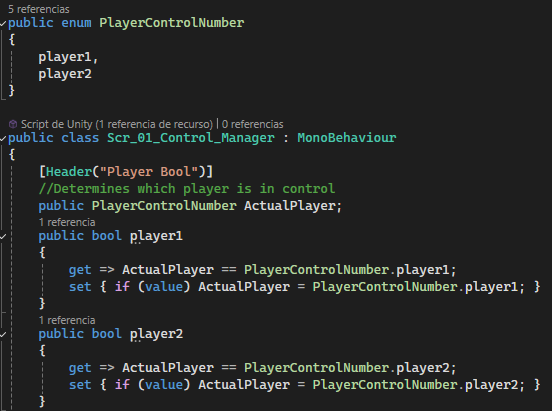 5 referencias
public enum PlayerControlNumber
{
player1,
player2
}
Script de Unity (1 referencia de recurso) | 0 referencias
public class Scr_01_Control_Manager : MonoBehaviour
{
[Header("Player Bool")]
//Determines which player is in control
public PlayerControlNumber ActualPlayer;
1 referencia
public bool player1
{
get => ActualPlayer == PlayerControlNumber.player1;
set { if (value) ActualPlayer = PlayerControlNumber.player1; }
}
1 referencia
public bool player2
{
get => ActualPlayer == PlayerControlNumber.player2;
set { if (value) ActualPlayer = PlayerControlNumber.player2; }
}